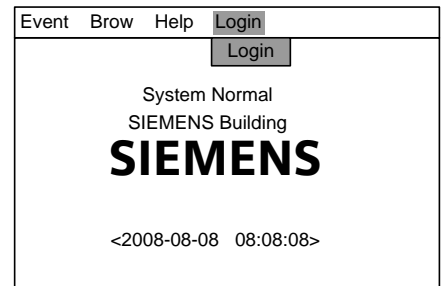 Event Brow Help Login
Login
System Normal
SIEMENS Building
SIEMENS
<2008-08-08 08:08:08>